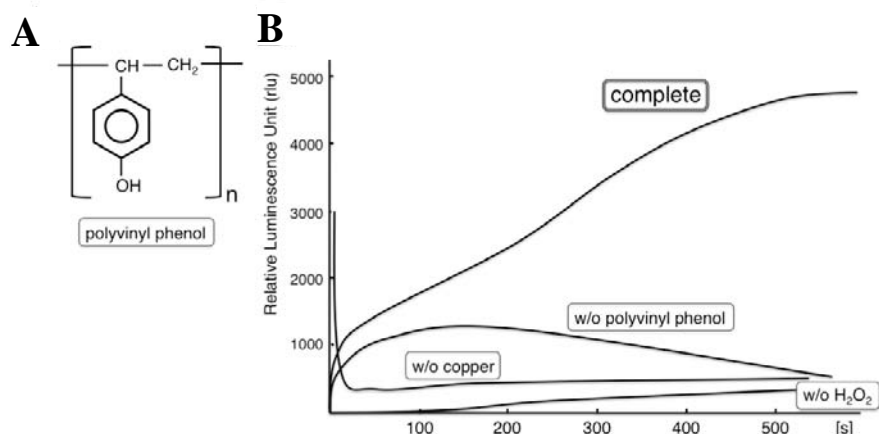 A
CH
CH₂
OH
n
polyvinyl phenol
B
Relative Luminescence Unit (rlu)
5000
4000
3000
2000
1000
complete
w/o polyvinyl phenol
w/o copper
w/o H₂O₂
100
200
300
400
500
[s]